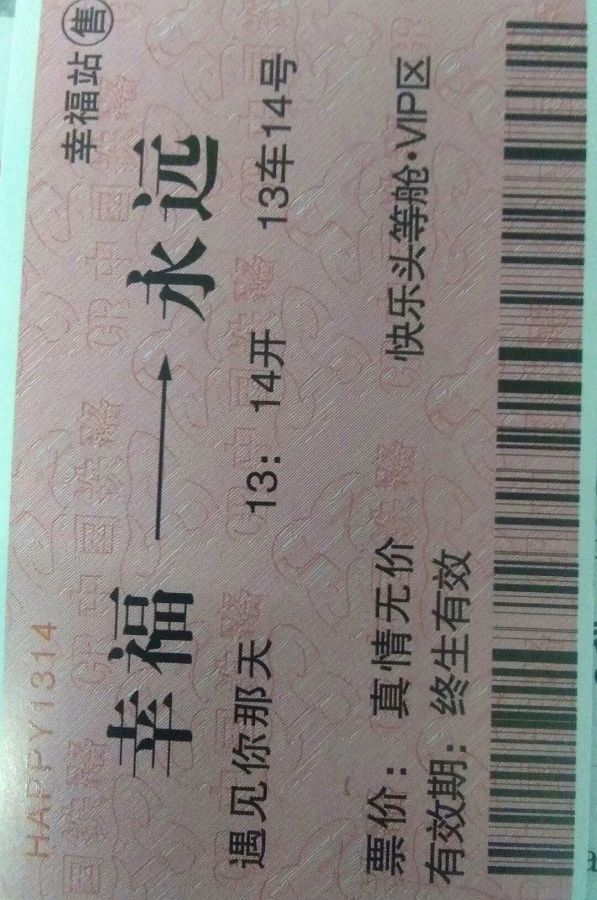 HAPPY1314
幸福站售
幸福→永远
遇见你那天 13：14开 13车14号
票价：真情无价 快乐头等舱·VIP区
有效期：终生有效